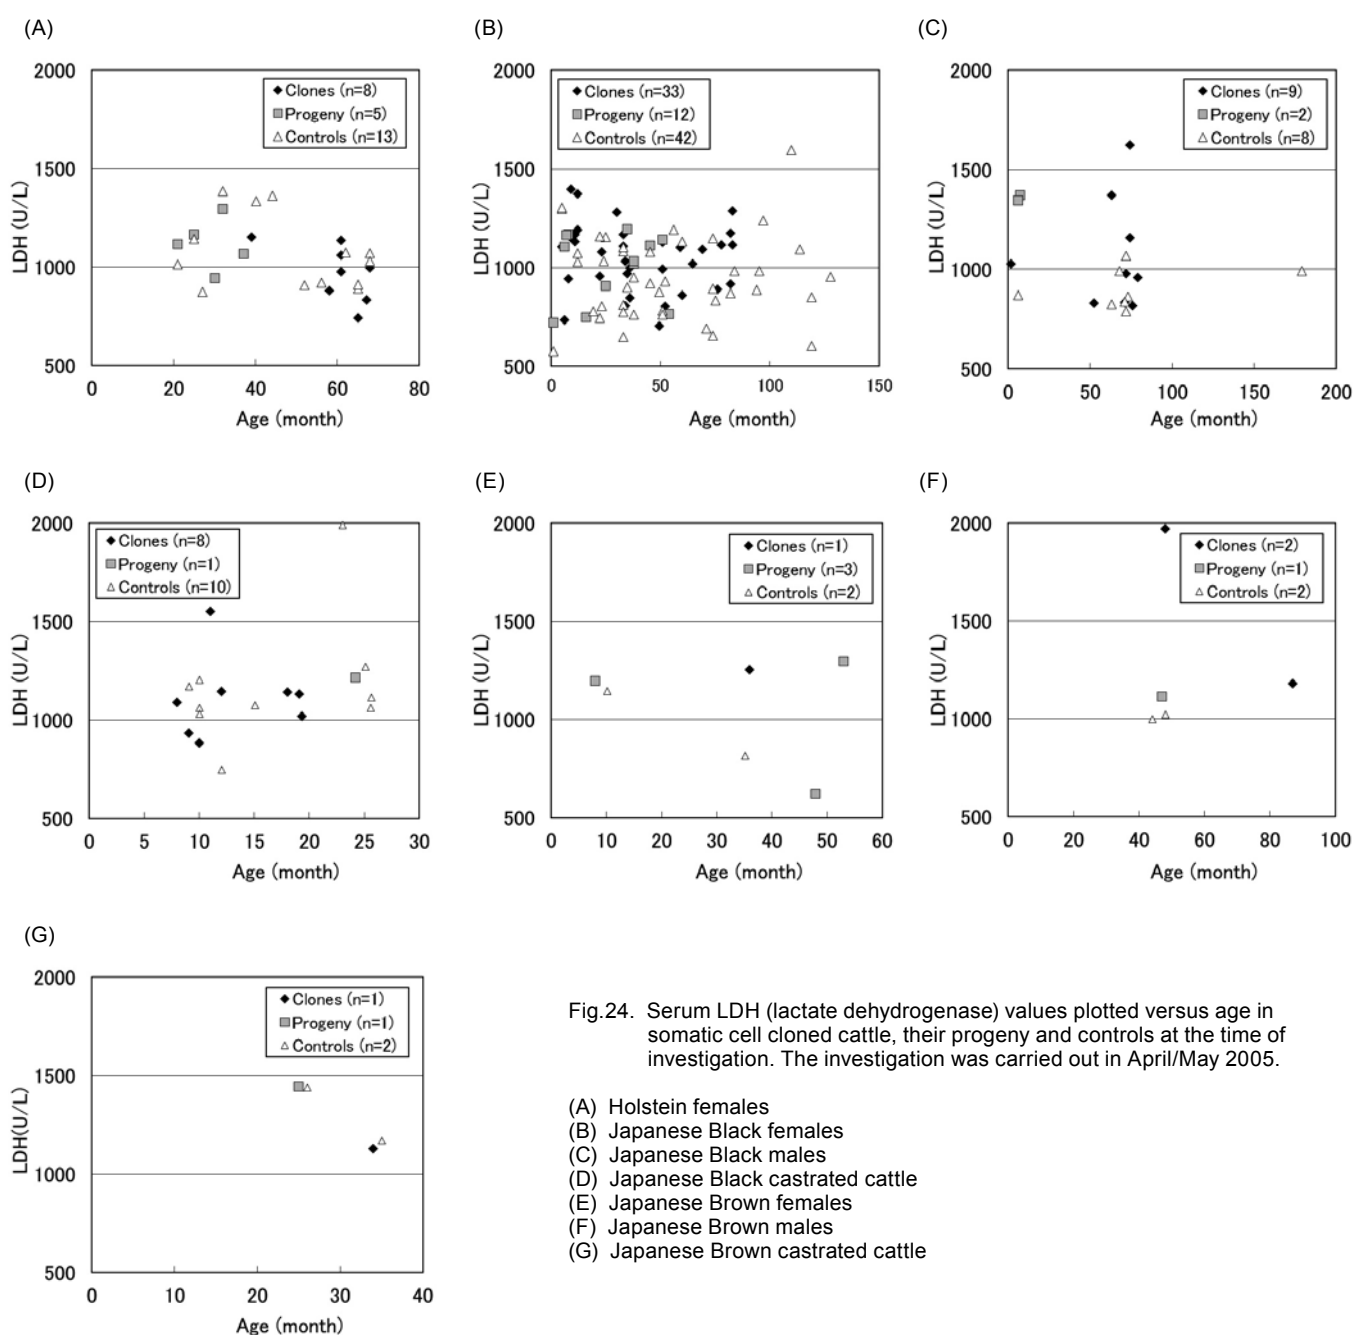 (A)
(B)
(C)
2000
1500
1000
500
LDH (U/L)
◆ Clones (n=8)
Progeny (n=5)
△ Controls (n=13)
0 20 40 60 80
Age (month)
2000
1500
1000
500
LDH (U/L)
◆ Clones (n=33)
Progeny (n=12)
△ Controls (n=42)
0 50 100 150
Age (month)
2000
1500
1000
500
LDH (U/L)
◆ Clones (n=9)
Progeny (n=2)
△ Controls (n=8)
0 50 100 150 200
Age (month)
(D)
(E)
(F)
2000
1500
1000
500
LDH (U/L)
◆ Clones (n=8)
Progeny (n=1)
△ Controls (n=10)
0 5 10 15 20 25 30
Age (month)
2000
1500
1000
500
LDH (U/L)
◆ Clones (n=1)
Progeny (n=3)
△ Controls (n=2)
0 10 20 30 40 50 60
Age (month)
2000
1500
1000
500
LDH (U/L)
◆ Clones (n=2)
Progeny (n=1)
△ Controls (n=2)
0 20 40 60 80 100
Age (month)
(G)
2000
1500
1000
500
LDH(U/L)
◆ Clones (n=1)
Progeny (n=1)
△ Controls (n=2)
0 10 20 30 40
Age (month)
Fig.24. Serum LDH (lactate dehydrogenase) values plotted versus age in
somatic cell cloned cattle, their progeny and controls at the time of
investigation. The investigation was carried out in April/May 2005.
(A) Holstein females
(B) Japanese Black females
(C) Japanese Black males
(D) Japanese Black castrated cattle
(E) Japanese Brown females
(F) Japanese Brown males
(G) Japanese Brown castrated cattle